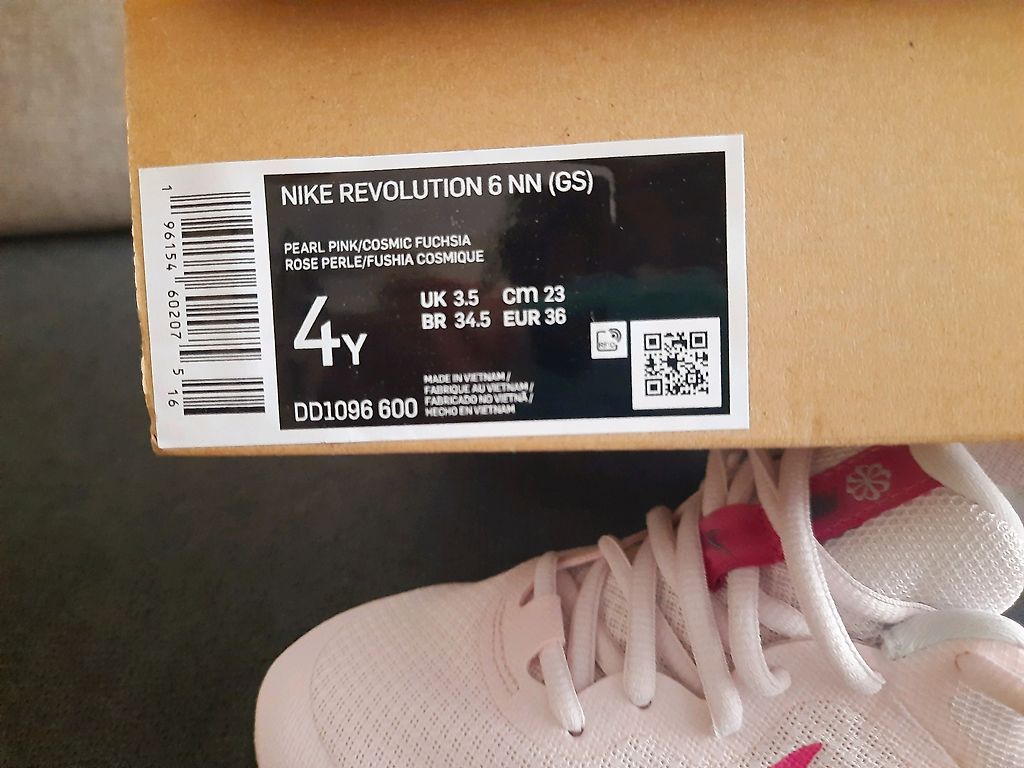 NIKE REVOLUTION 6 NN (GS)
PEARL PINK/COSMIC FUCHSIA
ROSE PERLE/FUSHIA COSMIQUE
4Y
UK 3.5 cm 23
BR 34.5 EUR 36
RFID
MADE IN VIETNAM /
FABRIQUE AU VIETNAM /
FABRICADO NO VIETNÃ /
HECHO EN VIETNAM
DD1096 600
1 96154 60207 5 16